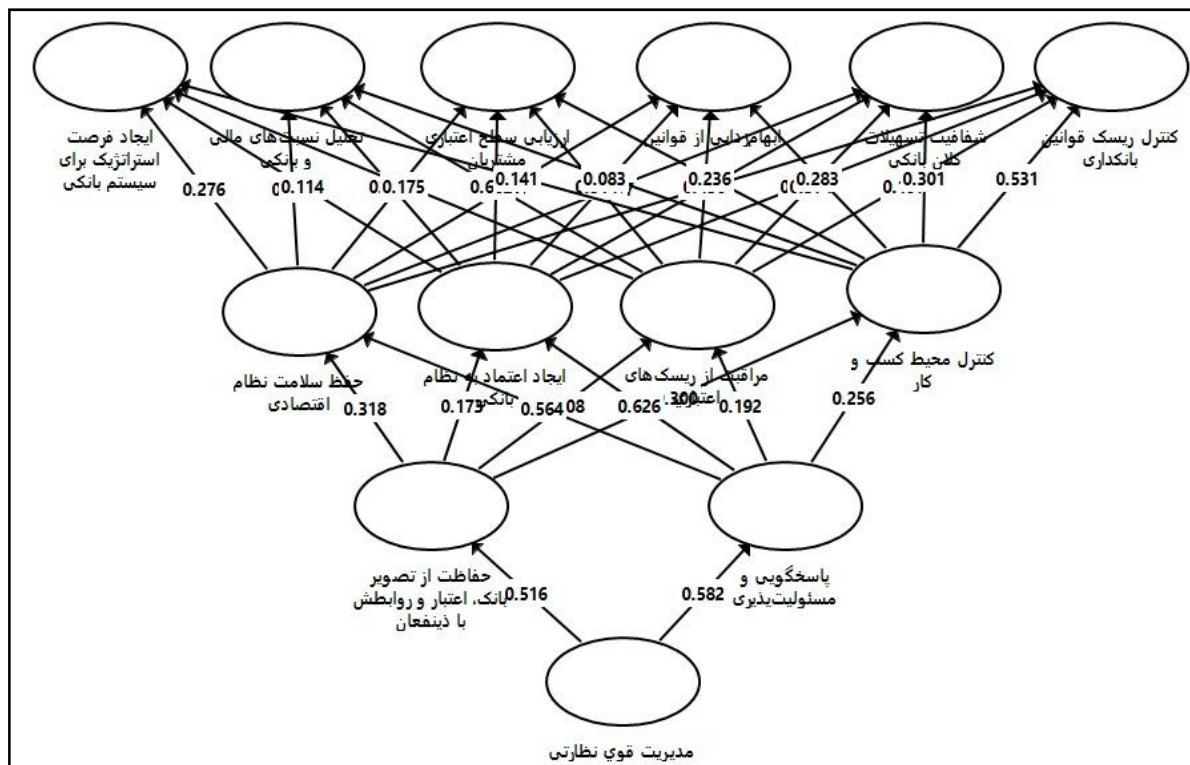 ایجاد فرصت
استراتژیک برای
سیستم بانکی
تحلیل نسبت‌های مالی
و بانکی
ارزیابی سطح اعتباری
مشتریان
ابهام‌زدایی از قوانین
شفافیت تسهیلات
کلان بانکی
کنترل ریسک قوانین
بانکداری
0.276
0.114
0.175
0.141
0.083
0.236
0.283
0.301
0.531
حفظ سلامت نظام
اقتصادی
ایجاد اعتماد به نظام
بانکی
مراقبت از ریسک‌های
کنترل محیط کسب و
کار
0.318
0.173
0.564
0.626
0.192
0.256
حفاظت از تصویر
بانک، اعتبار و روابطش
با ذینفعان
پاسخگویی و
مسئولیت‌پذیری
0.516
0.582
مدیریت قوي نظارتی